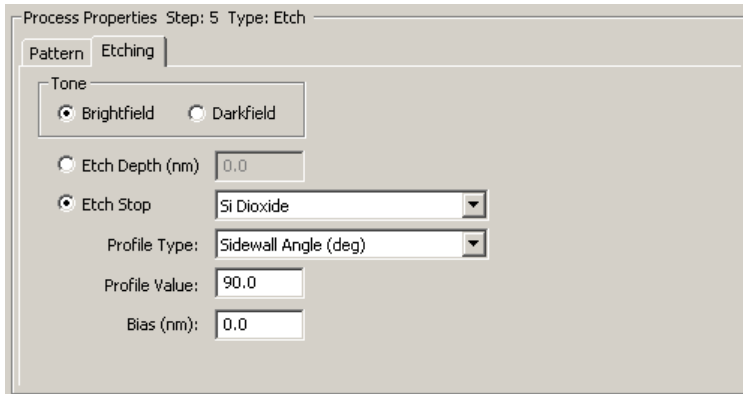 Process Properties Step: 5 Type: Etch
Pattern Etching
Tone
Brightfield Darkfield
Etch Depth (nm) 0.0
Etch Stop Si Dioxide
Profile Type: Sidewall Angle (deg)
Profile Value: 90.0
Bias (nm): 0.0